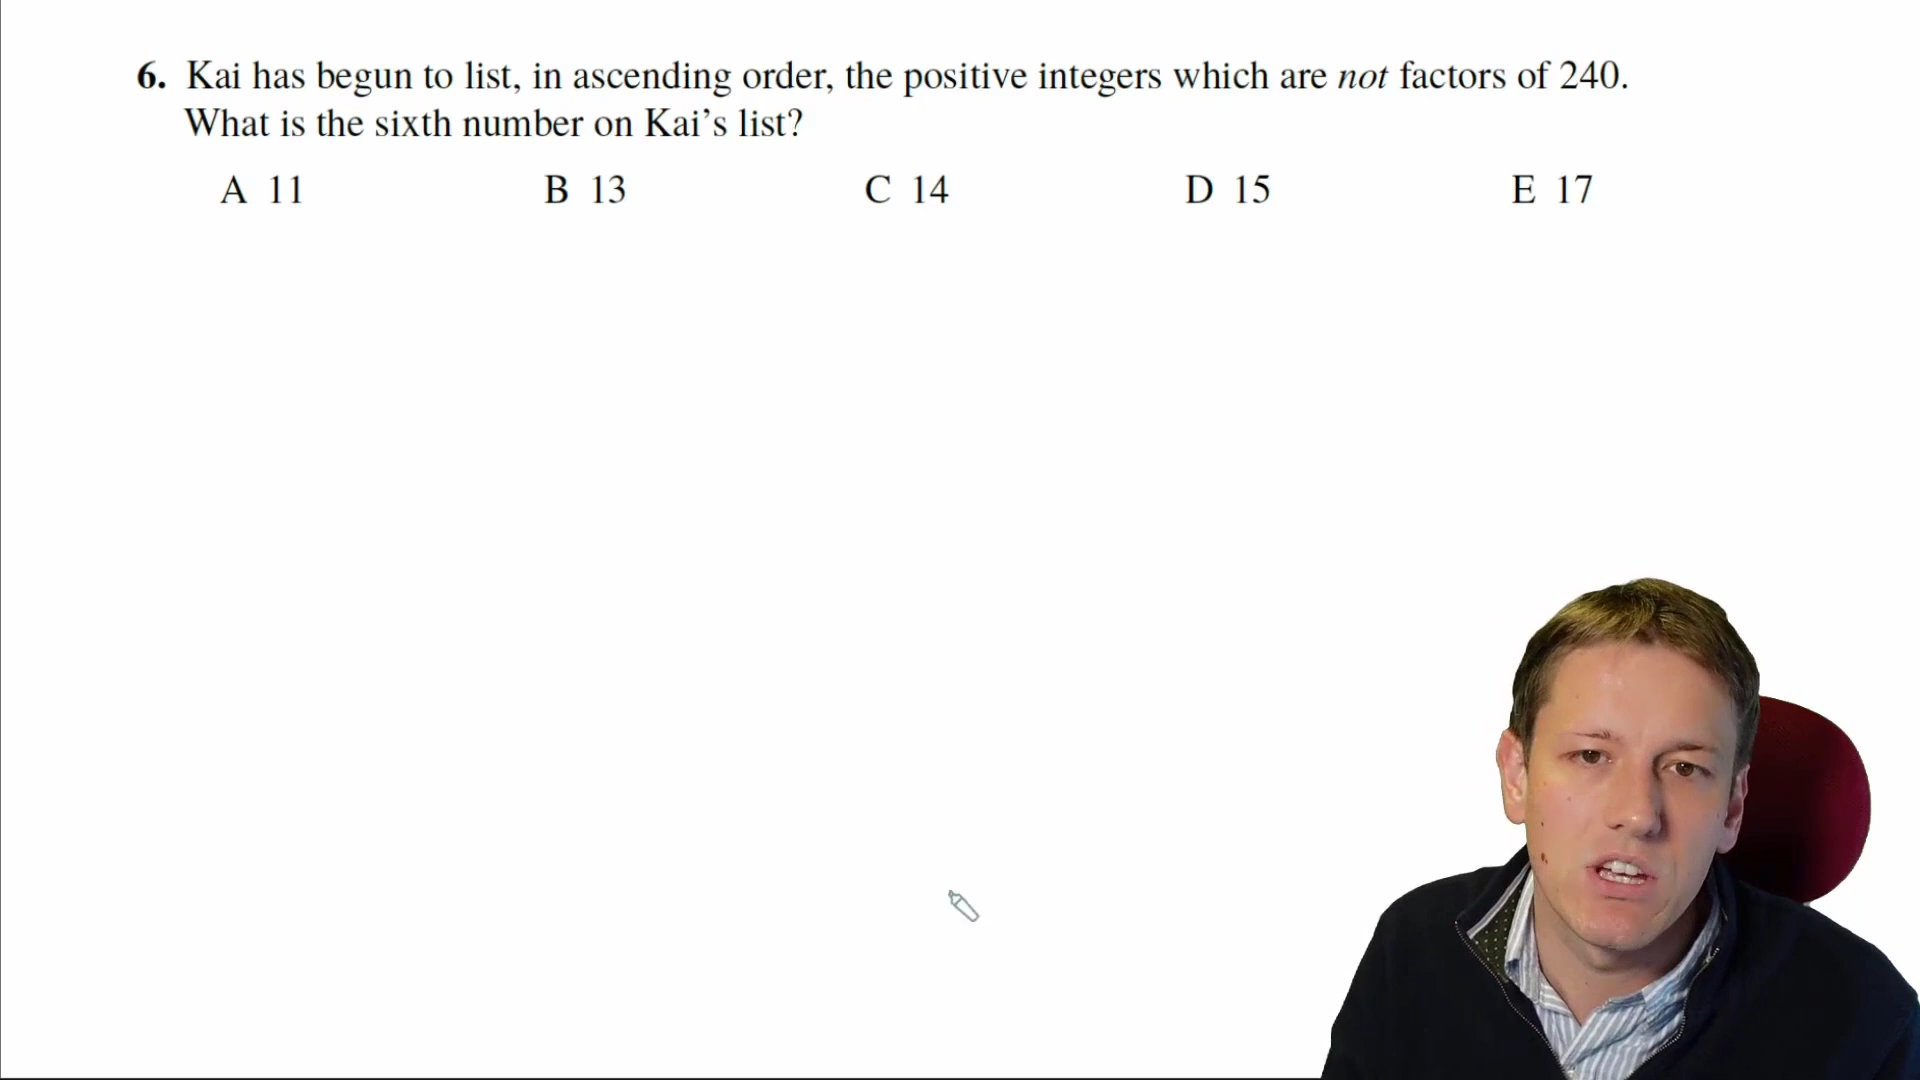 6. Kai has begun to list, in ascending order, the positive integers which are not factors of 240.
What is the sixth number on Kai’s list?
A 11 B 13 C 14 D 15 E 17